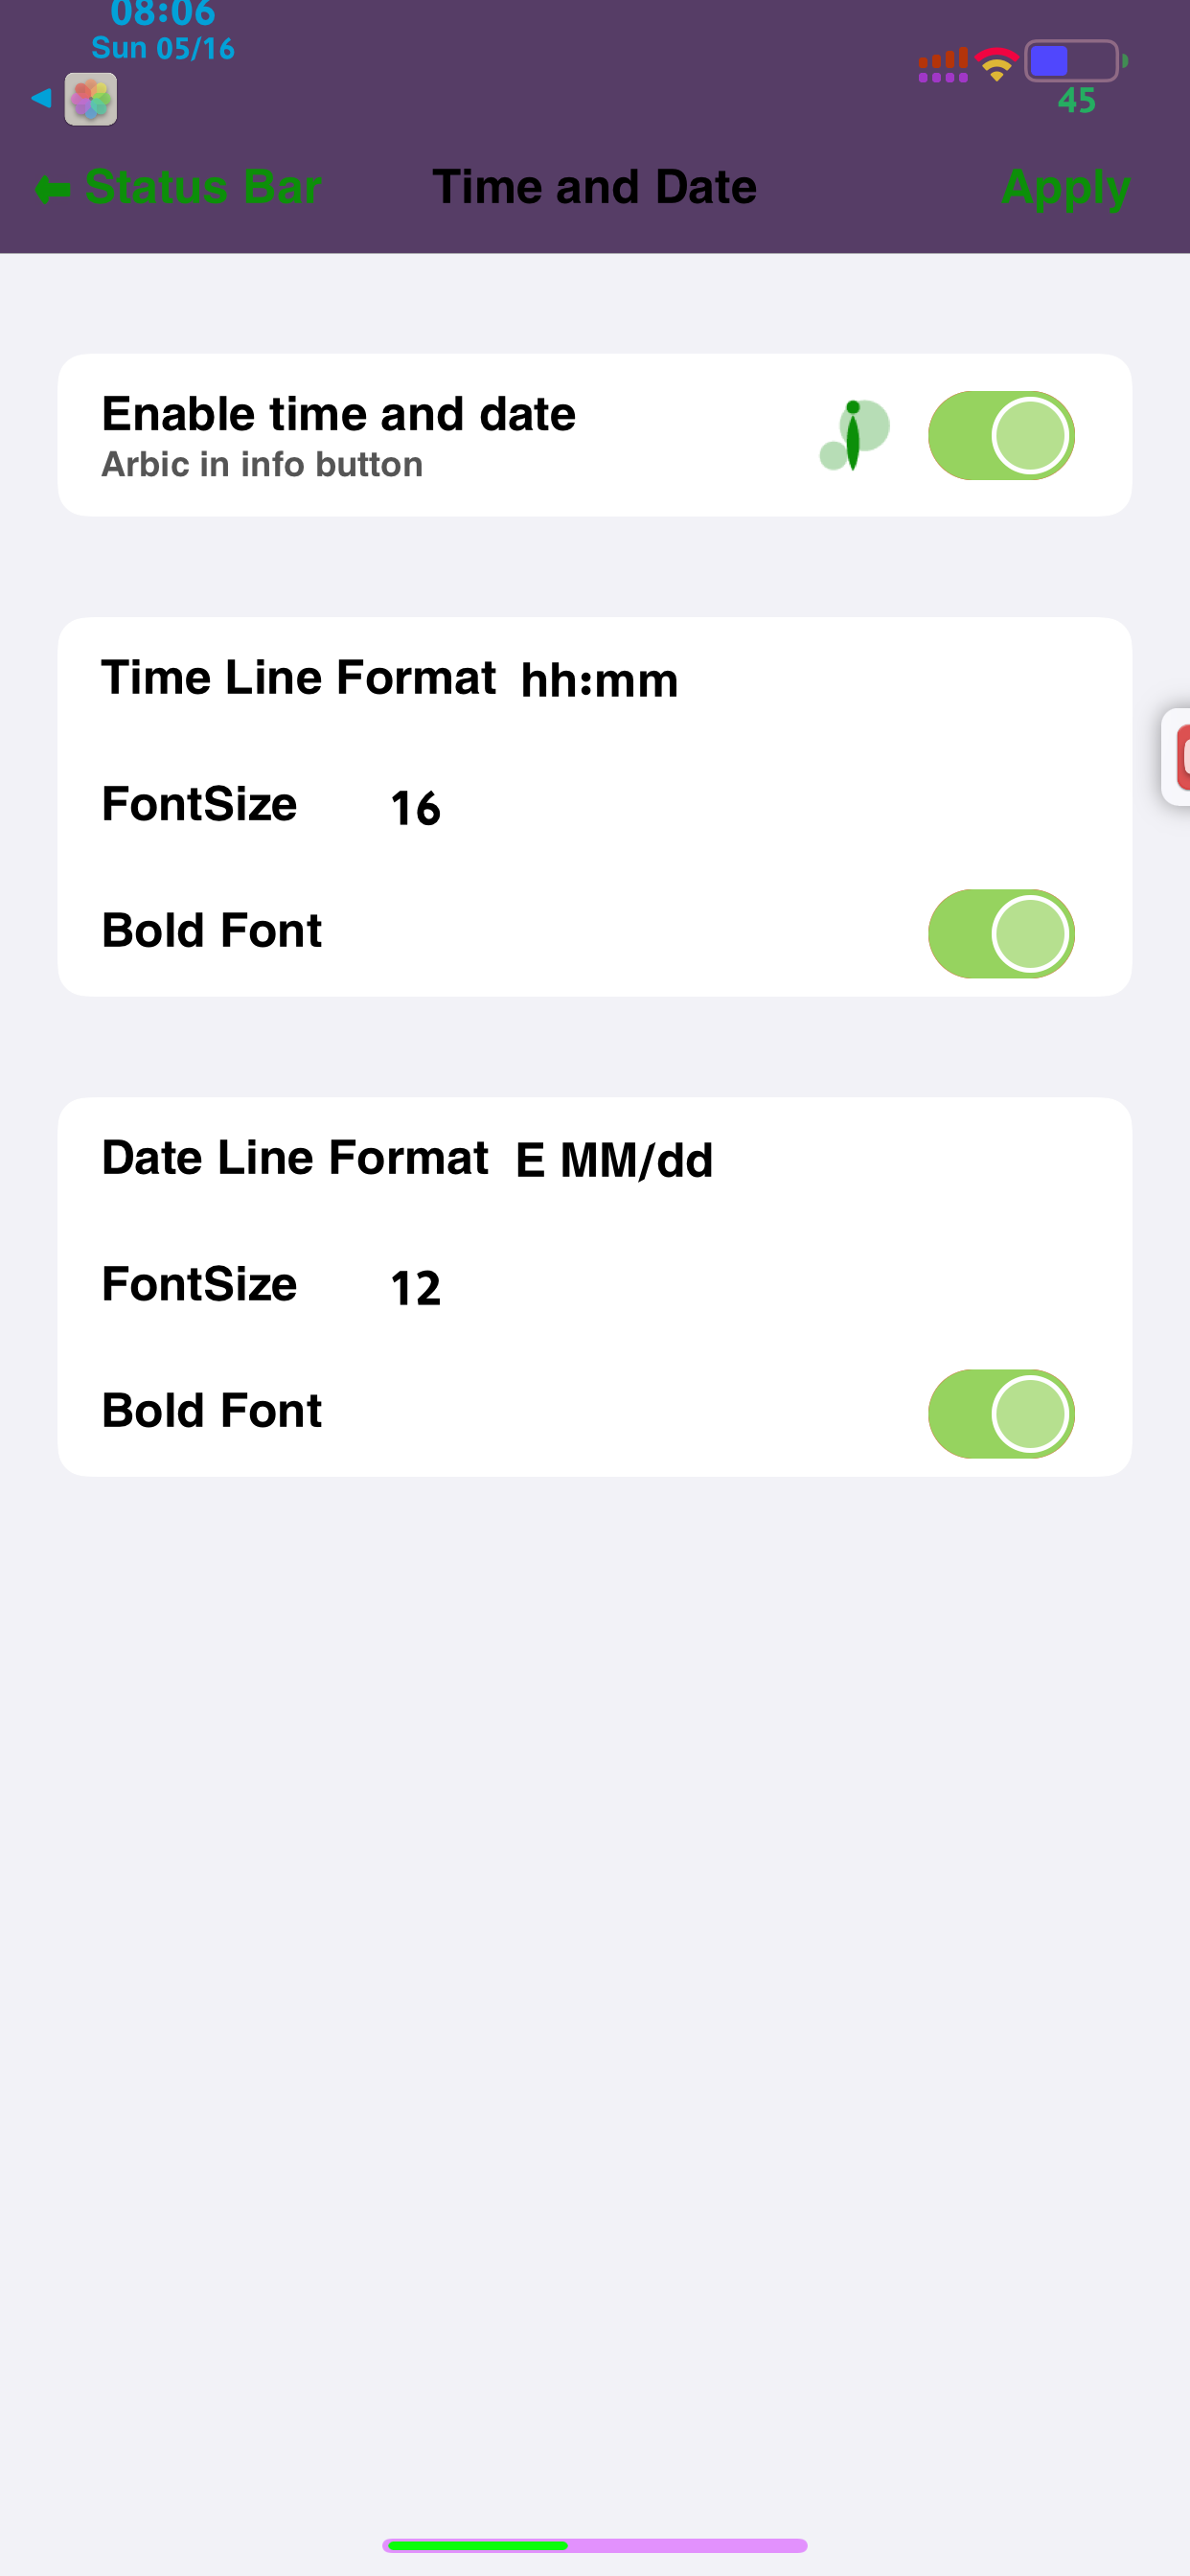 08:06
Sun 05/16
45
Status Bar Time and Date Apply
Enable time and date
Arbic in info button
Time Line Format hh:mm
FontSize 16
Bold Font
Date Line Format E MM/dd
FontSize 12
Bold Font